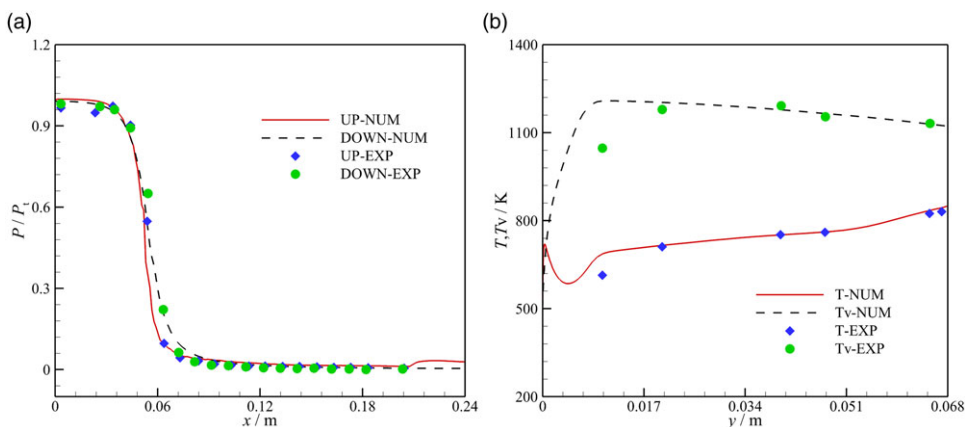 (a)
1.2
0.9
0.6
0.3
0
P / Pt
UP-NUM
DOWN-NUM
UP-EXP
DOWN-EXP
0 0.06 0.12 0.18 0.24
x / m
(b)
1400
1100
800
500
200
T,Tv / K
T-NUM
Tv-NUM
T-EXP
Tv-EXP
0 0.017 0.034 0.051 0.068
y / m